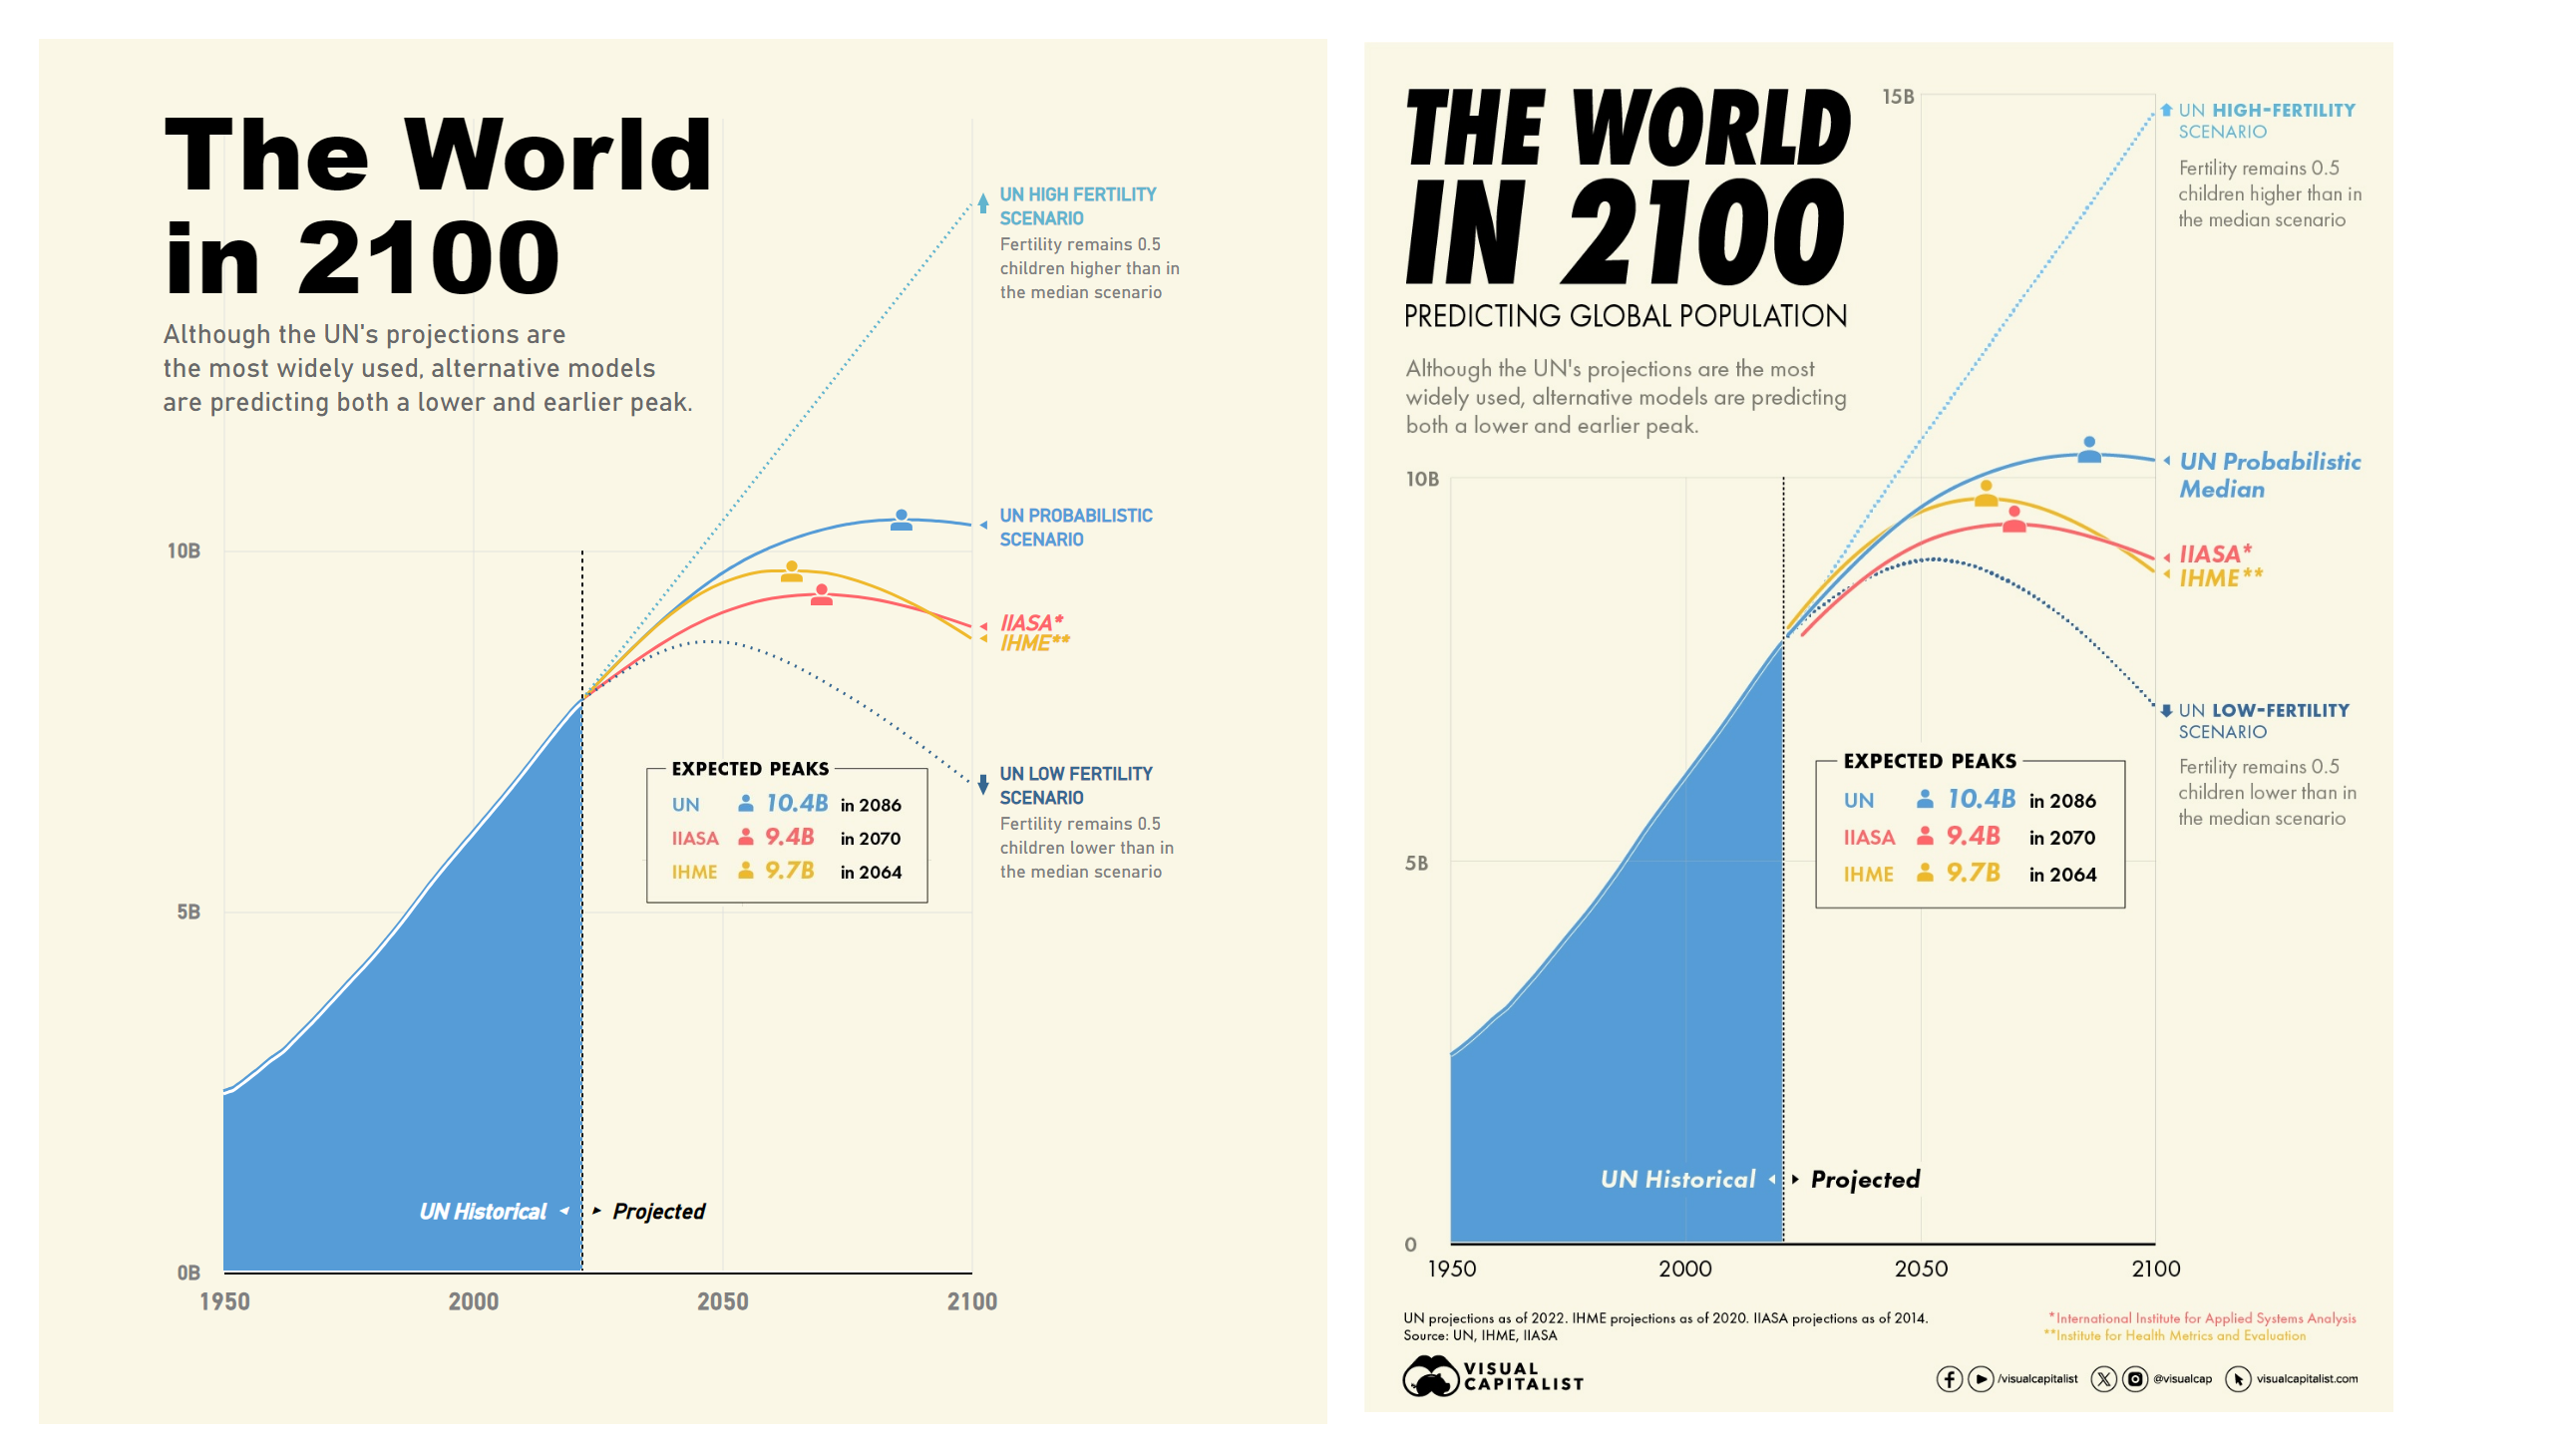 The World
in 2100
Although the UN's projections are
the most widely used, alternative models
are predicting both a lower and earlier peak.
UN HIGH FERTILITY
SCENARIO
Fertility remains 0.5
children higher than in
the median scenario
UN PROBABILISTIC
SCENARIO
10B
IIASA*
IHME**
UN LOW FERTILITY
SCENARIO
Fertility remains 0.5
children lower than in
the median scenario
EXPECTED PEAKS
UN 10.4B in 2086
IIASA 9.4B in 2070
IHME 9.7B in 2064
5B
UN Historical Projected
0B
1950 2000 2050 2100
THE WORLD
IN 2100
PREDICTING GLOBAL POPULATION
Although the UN's projections are the most
widely used, alternative models are predicting
both a lower and earlier peak.
15B
UN HIGH-FERTILITY
SCENARIO
Fertility remains 0.5
children higher than in
the median scenario
UN Probabilistic
Median
10B
IIASA*
IHME**
UN LOW-FERTILITY
SCENARIO
Fertility remains 0.5
children lower than in
the median scenario
EXPECTED PEAKS
UN 10.4B in 2086
IIASA 9.4B in 2070
IHME 9.7B in 2064
5B
UN Historical Projected
0
1950 2000 2050 2100
UN projections as of 2022. IHME projections as of 2020. IIASA projections as of 2014.
Source: UN, IHME, IIASA
*International Institute for Applied Systems Analysis
**Institute for Health Metrics and Evaluation
VISUAL
CAPITALIST
/visualcapitalist @visualcap visualcapitalist.com